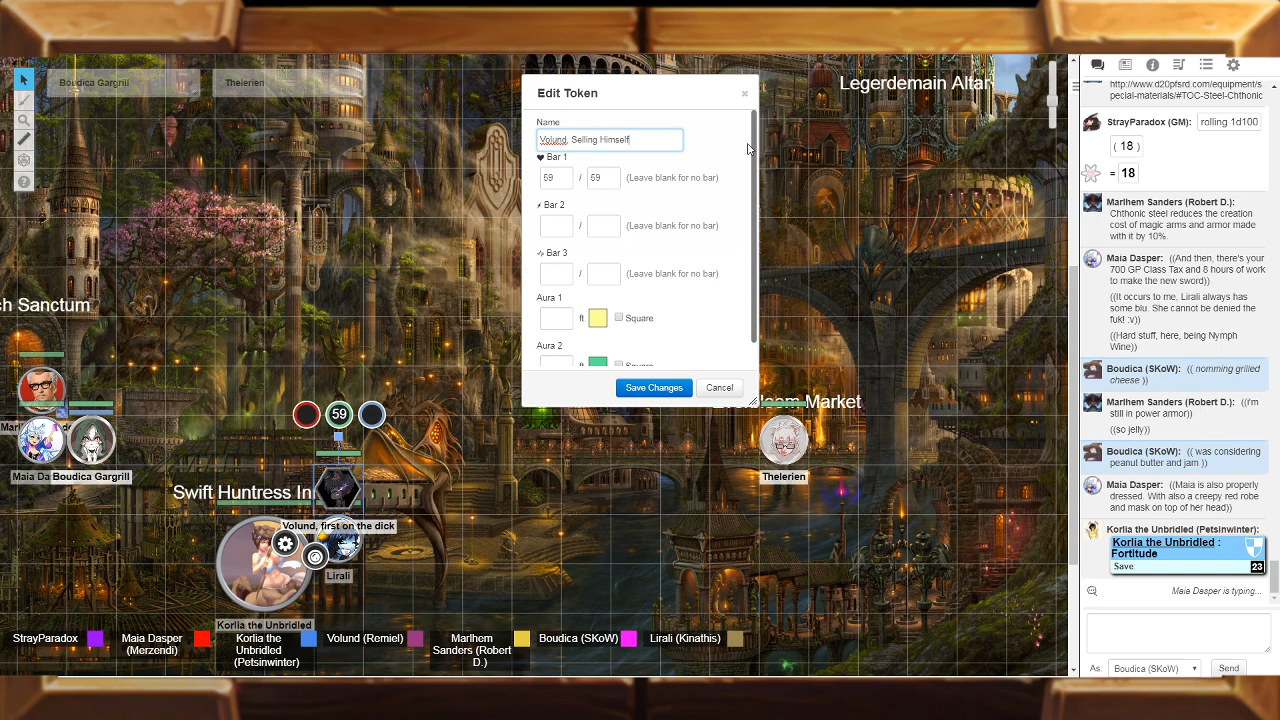 Boudica Gargrill
Thelerien
Legerdemain Altar
ch Sanctum
Swift Huntress In
Market
Edit Token
×
Name
Volund, Selling Himself
Bar 1
59 / 59 (Leave blank for no bar)
Bar 2
/ (Leave blank for no bar)
Bar 3
/ (Leave blank for no bar)
Aura 1
ft. Square
Aura 2
Square
Save Changes Cancel
59
Maia Da Boudica Gargrill
Volund, first on the dick
Lirali
Korlia the Unbridled
Thelerien
StrayParadox
Maia Dasper
(Merzendi)
Korlia the
Unbridled
(Petsinwinter)
Volund (Remiel)
Marlhem
Sanders (Robert
D.)
Boudica (SKoW)
Lirali (Kinathis)
http://www.d20pfsrd.com/equipment/s
pecial-materials/#TOC-Steel-Chthonic
StrayParadox (GM): rolling 1d100
( 18 )
= 18
Marlhem Sanders (Robert D.):
Chthonic steel reduces the creation
cost of magic arms and armor made
with it by 10%.
Maia Dasper: ((And then, there's your
700 GP Class Tax and 8 hours of work
to make the new sword))
((It occurs to me, Lirali always has
some blu. She cannot be denied the
fuk! :v))
((Hard stuff, here, being Nymph
Wine))
Boudica (SKoW): (( nomming grilled
cheese ))
Marlhem Sanders (Robert D.): ((i'm
still in power armor))
((so jelly))
Boudica (SKoW): (( was considering
peanut butter and jam ))
Maia Dasper: ((Maia is also properly
dressed. With also a creepy red robe
and mask on top of her head))
Korlia the Unbridled (Petsinwinter):
Korlia the Unbridled :
Fortitude
Save: 23
Maia Dasper is typing...
As: Boudica (SKoW) Send